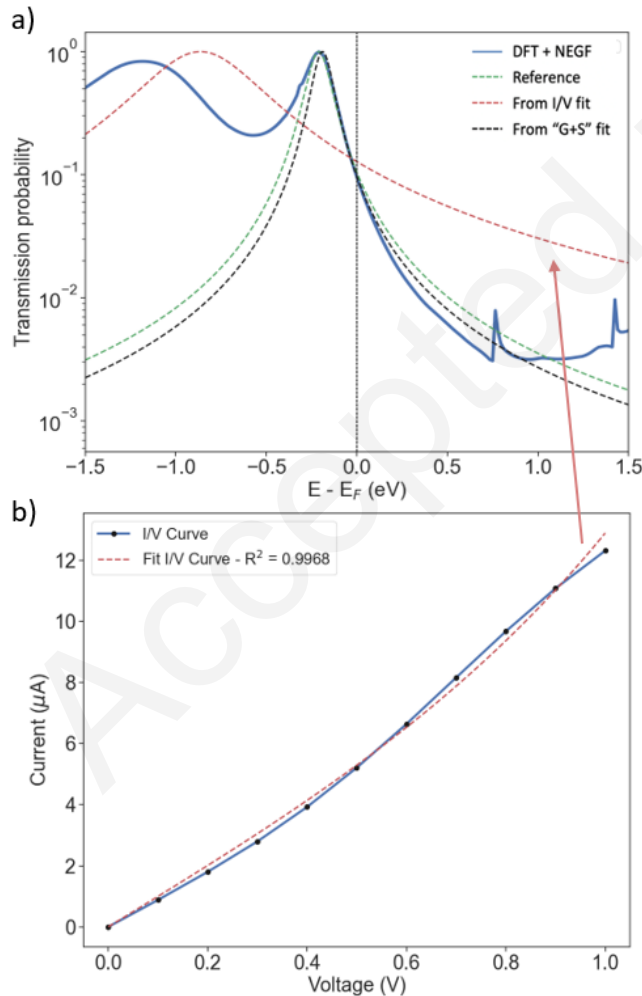 a)
DFT + NEGF
Reference
From I/V fit
From "G+S" fit
Transmission probability
10⁰
10⁻¹
10⁻²
10⁻³
−1.5 −1.0 −0.5 0.0 0.5 1.0 1.5
E - E_F (eV)
b)
I/V Curve
Fit I/V Curve - R² = 0.9968
Current (μA)
12
10
8
6
4
2
0
0.0 0.2 0.4 0.6 0.8 1.0
Voltage (V)
Accepted